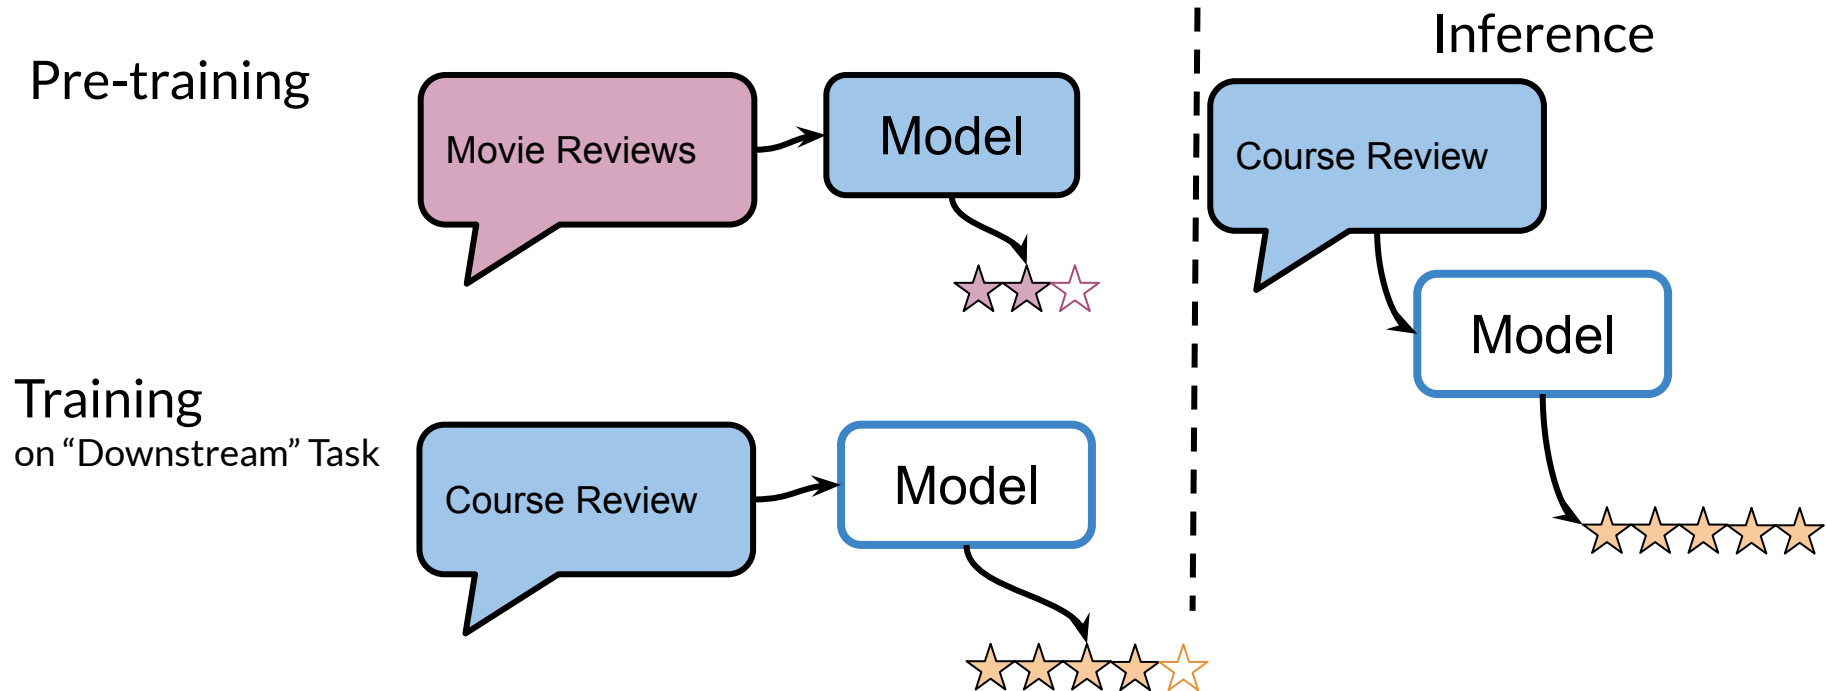 Pre-training
Movie Reviews
Model
Training
on “Downstream” Task
Course Review
Model
Inference
Course Review
Model